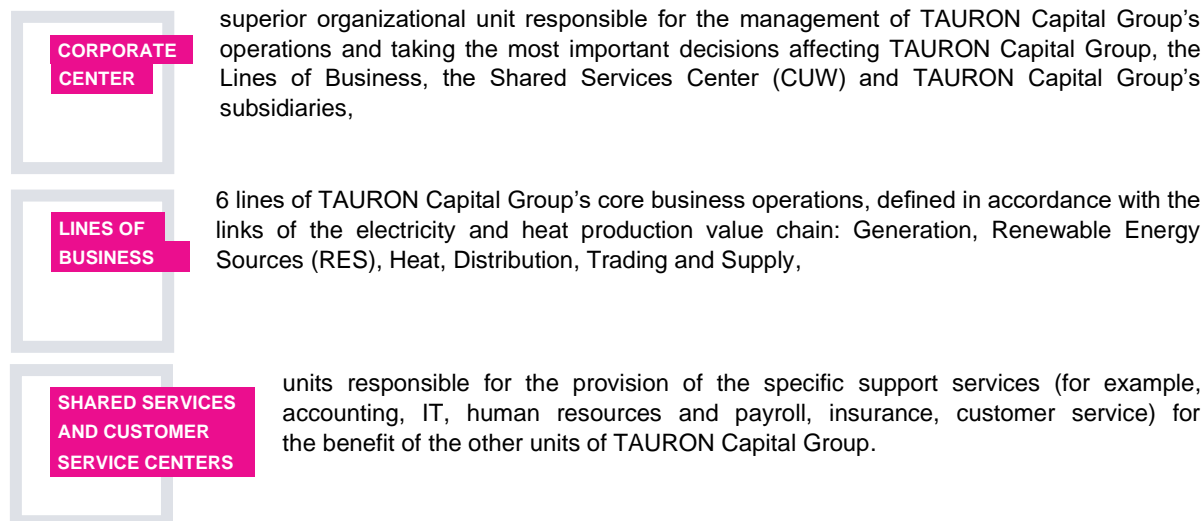 CORPORATE
CENTER
superior organizational unit responsible for the management of TAURON Capital Group’s
operations and taking the most important decisions affecting TAURON Capital Group, the
Lines of Business, the Shared Services Center (CUW) and TAURON Capital Group’s
subsidiaries,
LINES OF
BUSINESS
6 lines of TAURON Capital Group’s core business operations, defined in accordance with the
links of the electricity and heat production value chain: Generation, Renewable Energy
Sources (RES), Heat, Distribution, Trading and Supply,
SHARED SERVICES
AND CUSTOMER
SERVICE CENTERS
units responsible for the provision of the specific support services (for example,
accounting, IT, human resources and payroll, insurance, customer service) for
the benefit of the other units of TAURON Capital Group.